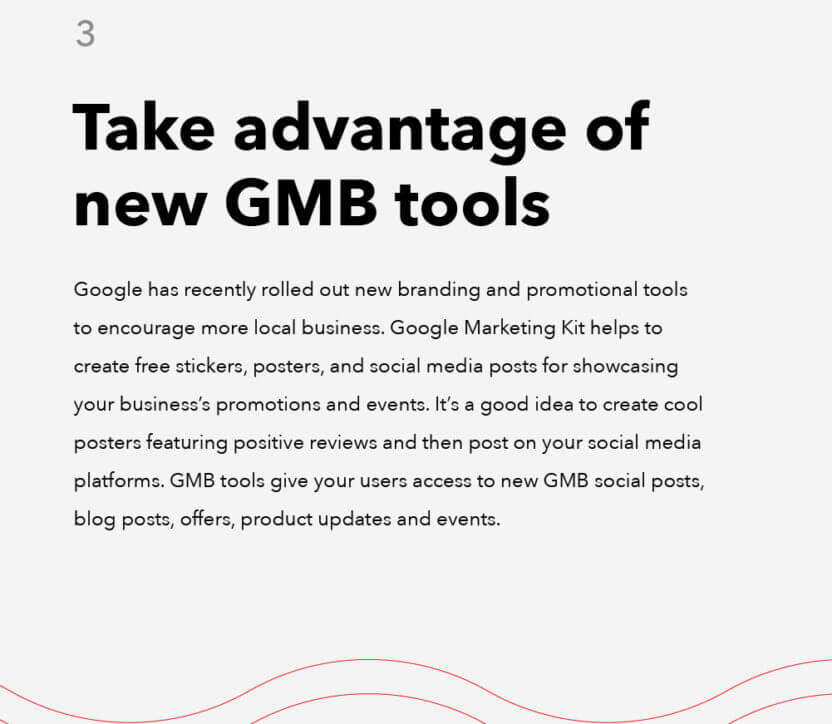 3
Take advantage of
new GMB tools
Google has recently rolled out new branding and promotional tools
to encourage more local business. Google Marketing Kit helps to
create free stickers, posters, and social media posts for showcasing
your business’s promotions and events. It’s a good idea to create cool
posters featuring positive reviews and then post on your social media
platforms. GMB tools give your users access to new GMB social posts,
blog posts, offers, product updates and events.